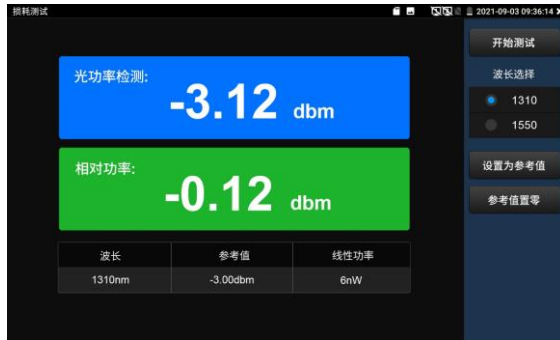 损耗测试
2021-09-03 09:36:14
光功率检测:
-3.12 dbm
相对功率:
-0.12 dbm
波长 参考值 线性功率
1310nm -3.00dbm 6nW
开始测试
波长选择
1310
1550
设置为参考值
参考值置零